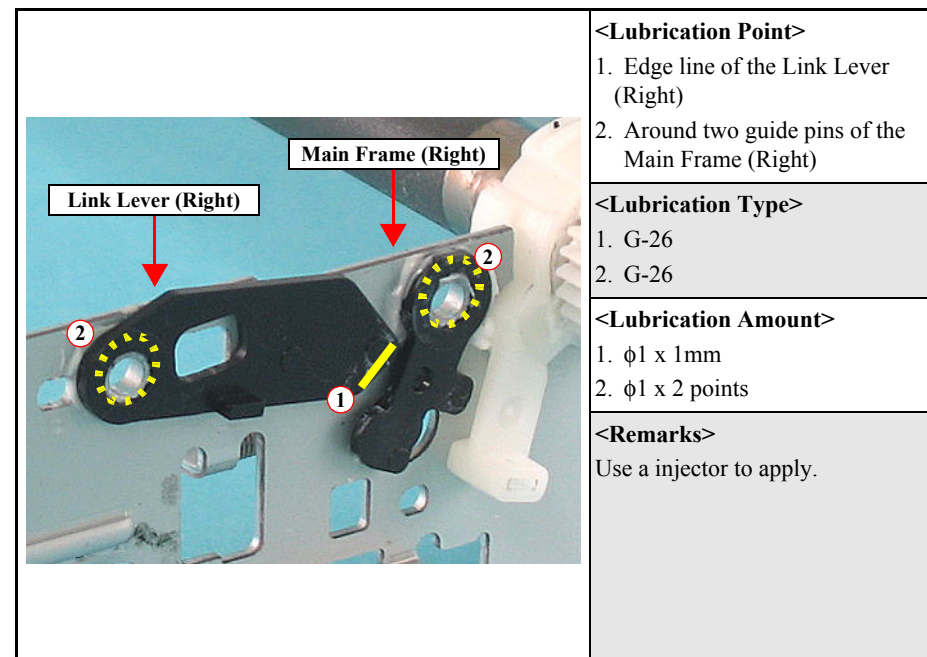 Main Frame (Right)
Link Lever (Right)
2
2
1
<Lubrication Point>
1. Edge line of the Link Lever
(Right)
2. Around two guide pins of the
Main Frame (Right)
<Lubrication Type>
1. G-26
2. G-26
<Lubrication Amount>
1. ϕ1 x 1mm
2. ϕ1 x 2 points
<Remarks>
Use a injector to apply.